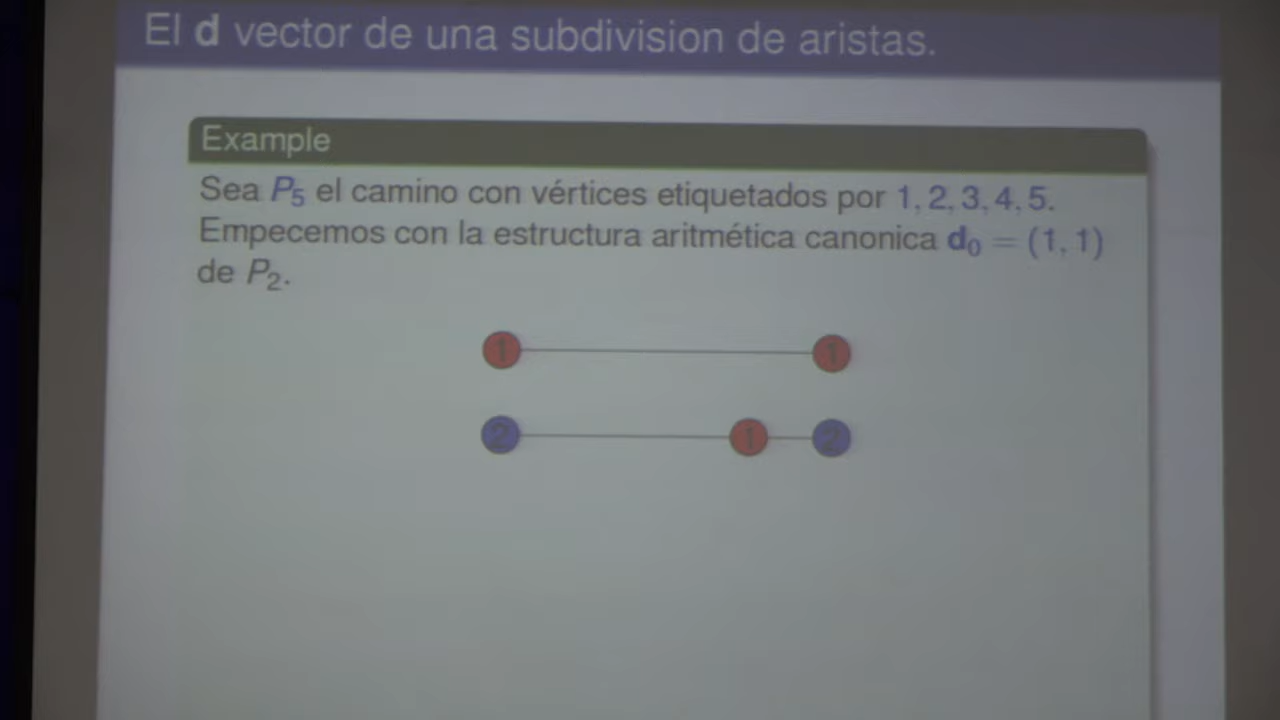 El d vector de una subdivision de aristas.
Example
Sea P₅ el camino con vértices etiquetados por 1, 2, 3, 4, 5.
Empecemos con la estructura aritmética canonica d₀ = (1, 1)
de P₂.
1 1
2 1 2